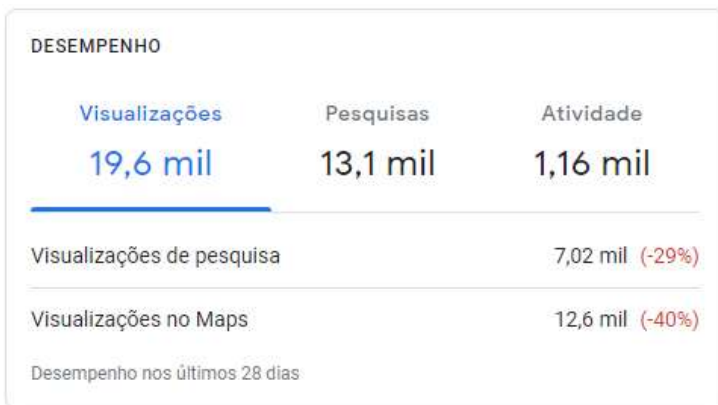 DESEMPENHO
Visualizações Pesquisas Atividade
19,6 mil 13,1 mil 1,16 mil
Visualizações de pesquisa 7,02 mil (-29%)
Visualizações no Maps 12,6 mil (-40%)
Desempenho nos últimos 28 dias